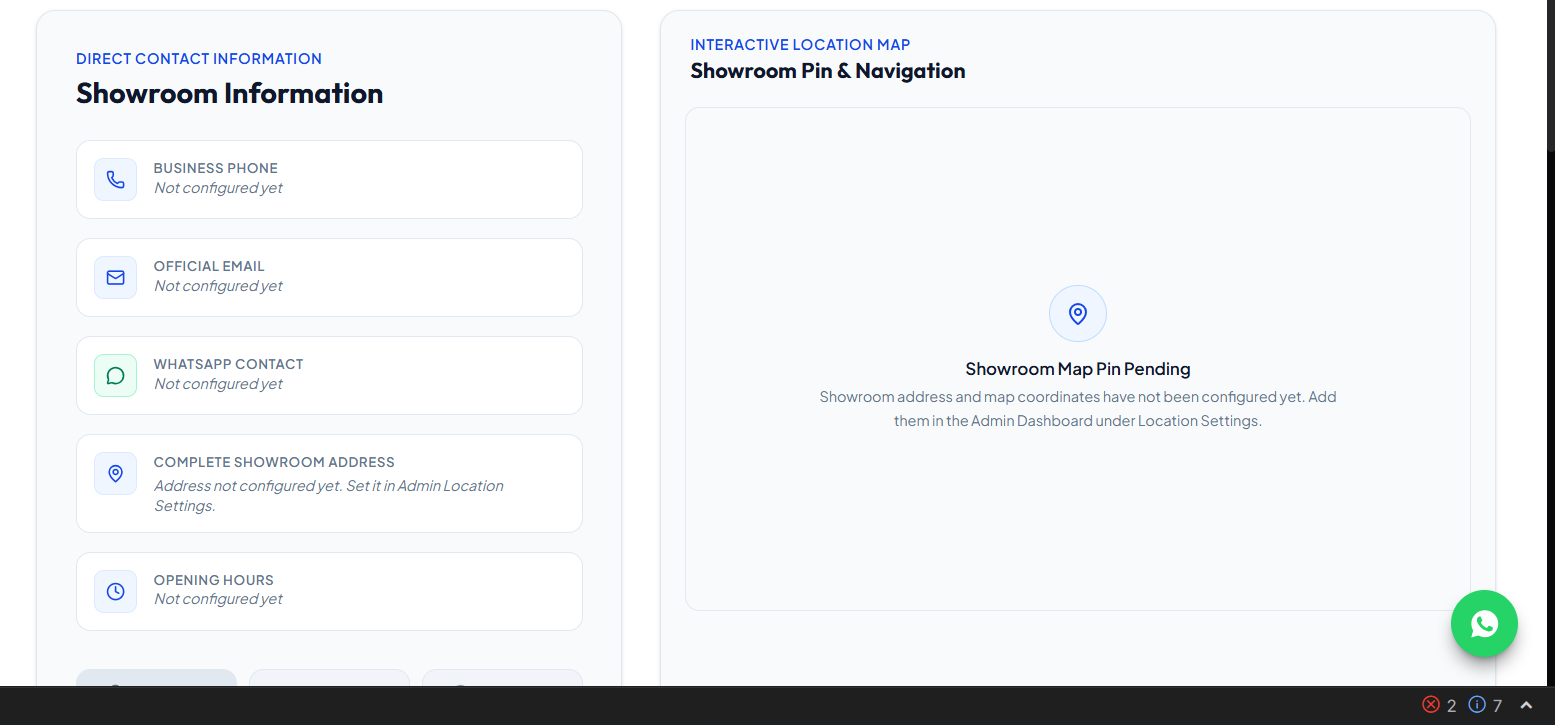 DIRECT CONTACT INFORMATION
Showroom Information
BUSINESS PHONE
Not configured yet
OFFICIAL EMAIL
Not configured yet
WHATSAPP CONTACT
Not configured yet
COMPLETE SHOWROOM ADDRESS
Address not configured yet. Set it in Admin Location
Settings.
OPENING HOURS
Not configured yet
INTERACTIVE LOCATION MAP
Showroom Pin & Navigation
Showroom Map Pin Pending
Showroom address and map coordinates have not been configured yet. Add
them in the Admin Dashboard under Location Settings.
2
7